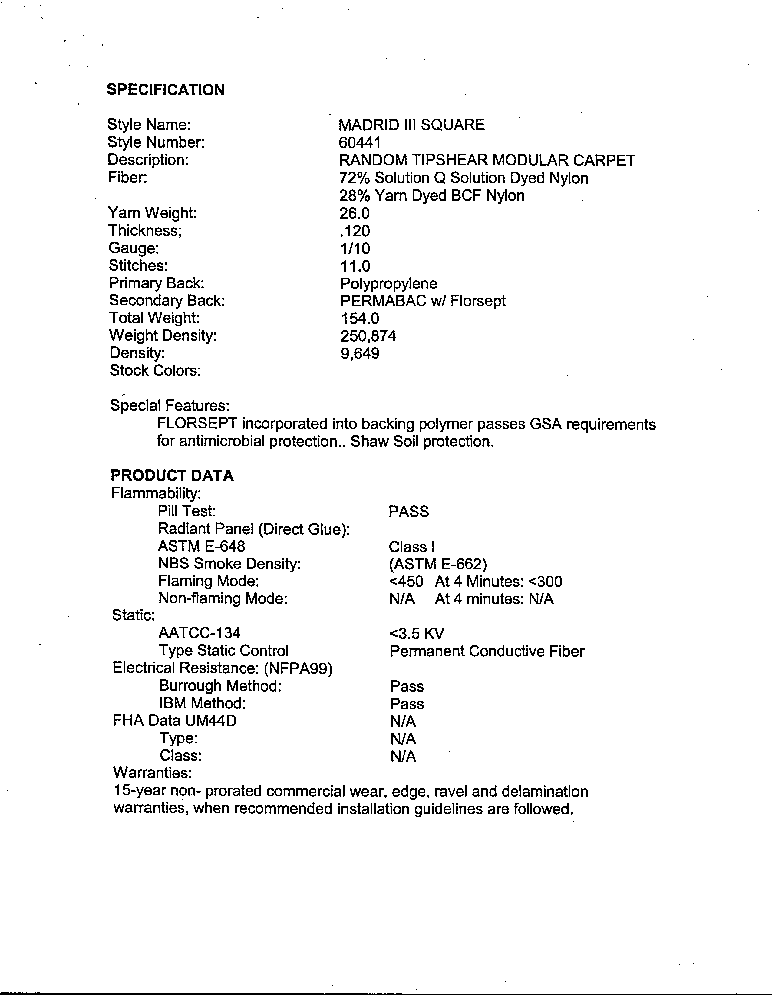 SPECIFICATION
Style Name: MADRID III SQUARE
Style Number: 60441
Description: RANDOM TIPSHEAR MODULAR CARPET
Fiber: 72% Solution Q Solution Dyed Nylon
28% Yarn Dyed BCF Nylon
Yarn Weight: 26.0
Thickness; .120
Gauge: 1/10
Stitches: 11.0
Primary Back: Polypropylene
Secondary Back: PERMABAC w/ Florsept
Total Weight: 154.0
Weight Density: 250,874
Density: 9,649
Stock Colors:
Special Features:
FLORSEPT incorporated into backing polymer passes GSA requirements
for antimicrobial protection.. Shaw Soil protection.
PRODUCT DATA
Flammability:
Pill Test: PASS
Radiant Panel (Direct Glue):
ASTM E-648 Class I
NBS Smoke Density: (ASTM E-662)
Flaming Mode: <450 At 4 Minutes: <300
Non-flaming Mode: N/A At 4 minutes: N/A
Static:
AATCC-134 <3.5 KV
Type Static Control Permanent Conductive Fiber
Electrical Resistance: (NFPA99)
Burrough Method: Pass
IBM Method: Pass
FHA Data UM44D N/A
Type: N/A
Class: N/A
Warranties:
15-year non- prorated commercial wear, edge, ravel and delamination
warranties, when recommended installation guidelines are followed.